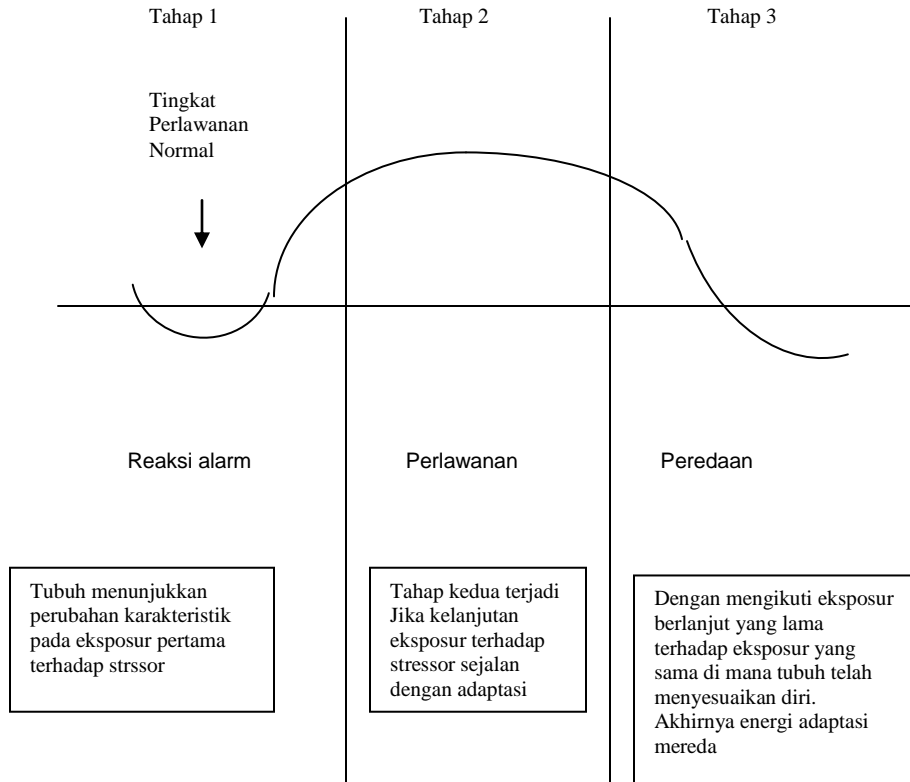 Tahap 1
Tahap 2
Tahap 3
Tingkat
Perlawanan
Normal
Reaksi alarm
Perlawanan
Peredaan
Tubuh menunjukkan
perubahan karakteristik
pada eksposur pertama
terhadap strssor
Tahap kedua terjadi
Jika kelanjutan
eksposur terhadap
stressor sejalan
dengan adaptasi
Dengan mengikuti eksposur
berlanjut yang lama
terhadap eksposur yang
sama di mana tubuh telah
menyesuaikan diri.
Akhirnya energi adaptasi
mereda